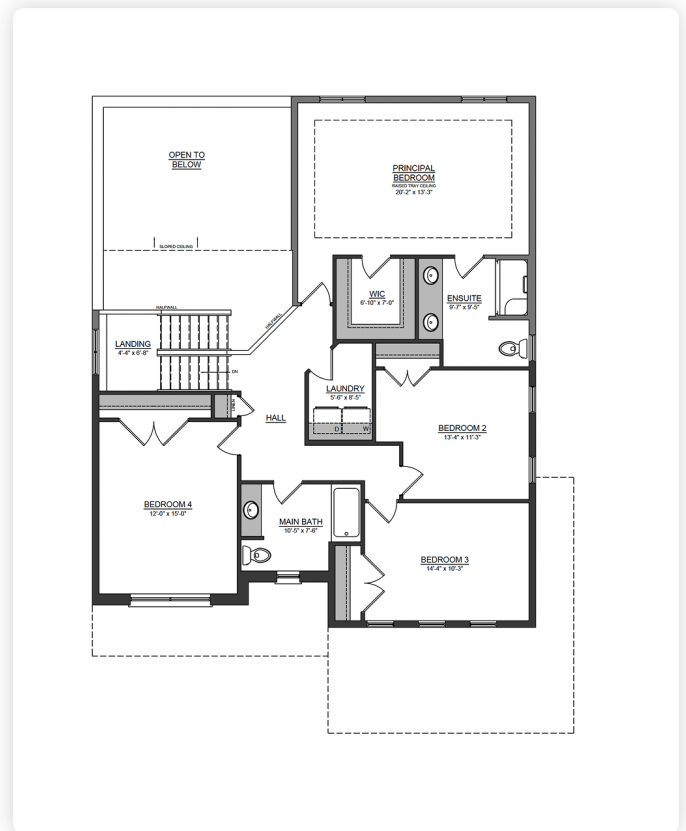 OPEN TO
BELOW
SLOPED CEILING
PRINCIPAL
BEDROOM
RAISED TRAY CEILING
20'-2" x 13'-3"
WIC
6'-10" x 7'-0"
ENSUITE
9'-7" x 9'-5"
HALFWALL
HALFWALL
LANDING
4'-4" x 6'-8"
DN
LINEN
LAUNDRY
5'-6" x 8'-5"
D
W
HALL
BEDROOM 2
13'-4" x 11'-3"
BEDROOM 4
12'-0" x 15'-0"
MAIN BATH
10'-5" x 7'-6"
BEDROOM 3
14'-4" x 10'-3"